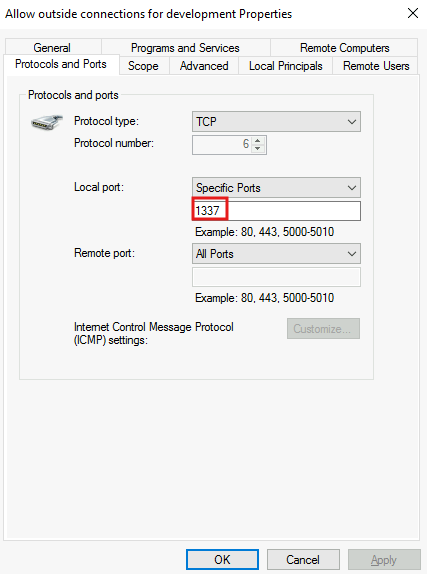 Allow outside connections for development Properties
General
Programs and Services
Remote Computers
Protocols and Ports
Scope
Advanced
Local Principals
Remote Users
Protocols and ports
Protocol type:
TCP
Protocol number:
6
Local port:
Specific Ports
1337
Example: 80, 443, 5000-5010
Remote port:
All Ports
Example: 80, 443, 5000-5010
Internet Control Message Protocol
(ICMP) settings:
Customize...
OK
Cancel
Apply